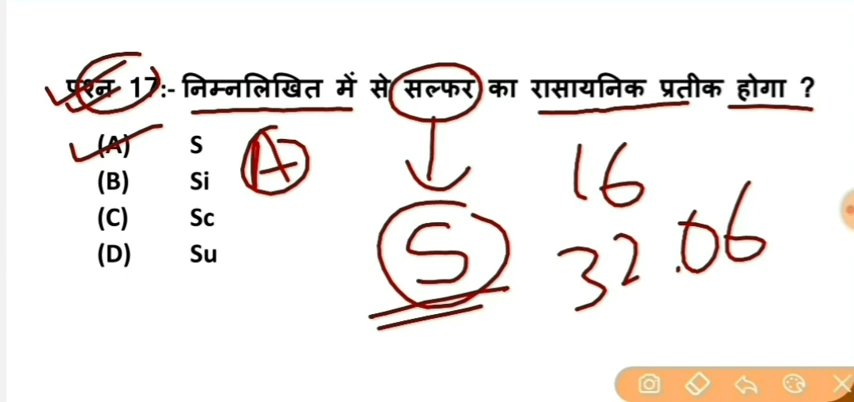 प्रश्न 17:- निम्नलिखित में से सल्फर का रासायनिक प्रतीक होगा ?
(A) S
(B) Si
(C) Sc
(D) Su
A
S
16
32.06